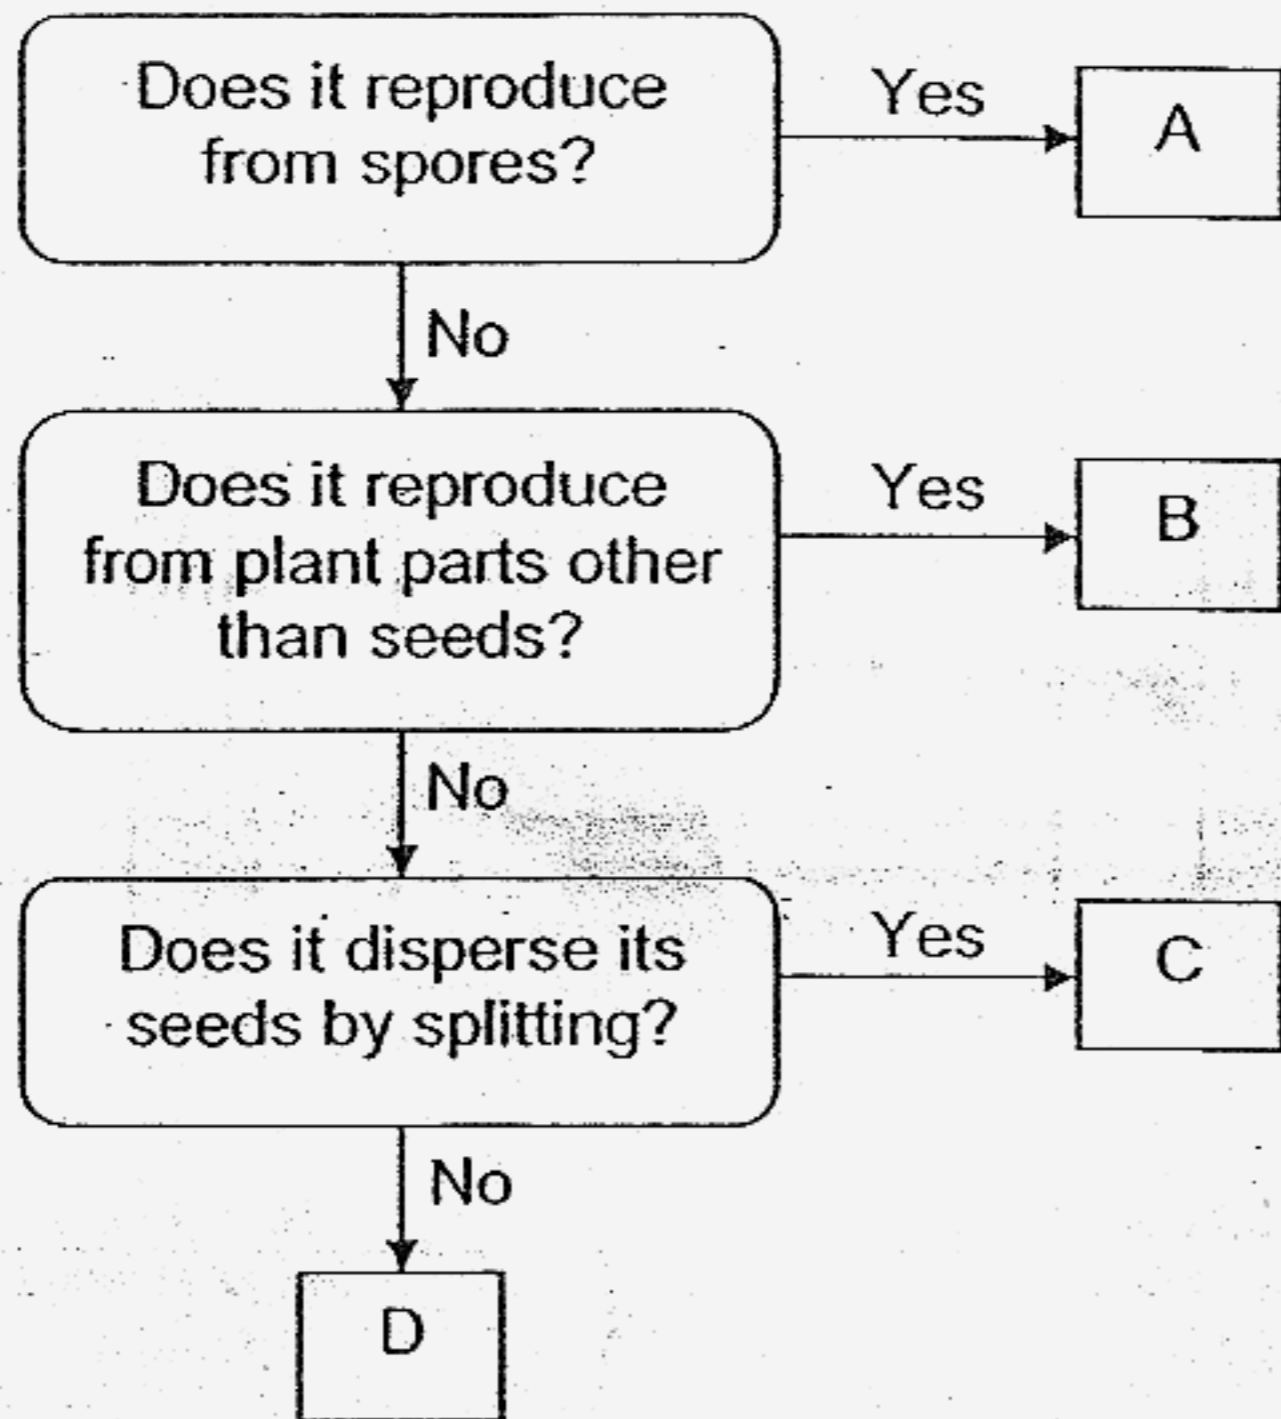 Does it reproduce
from spores?
Yes
A
No
Does it reproduce
from plant parts other
than seeds?
Yes
B
No
Does it disperse its
seeds by splitting?
Yes
C
No
D